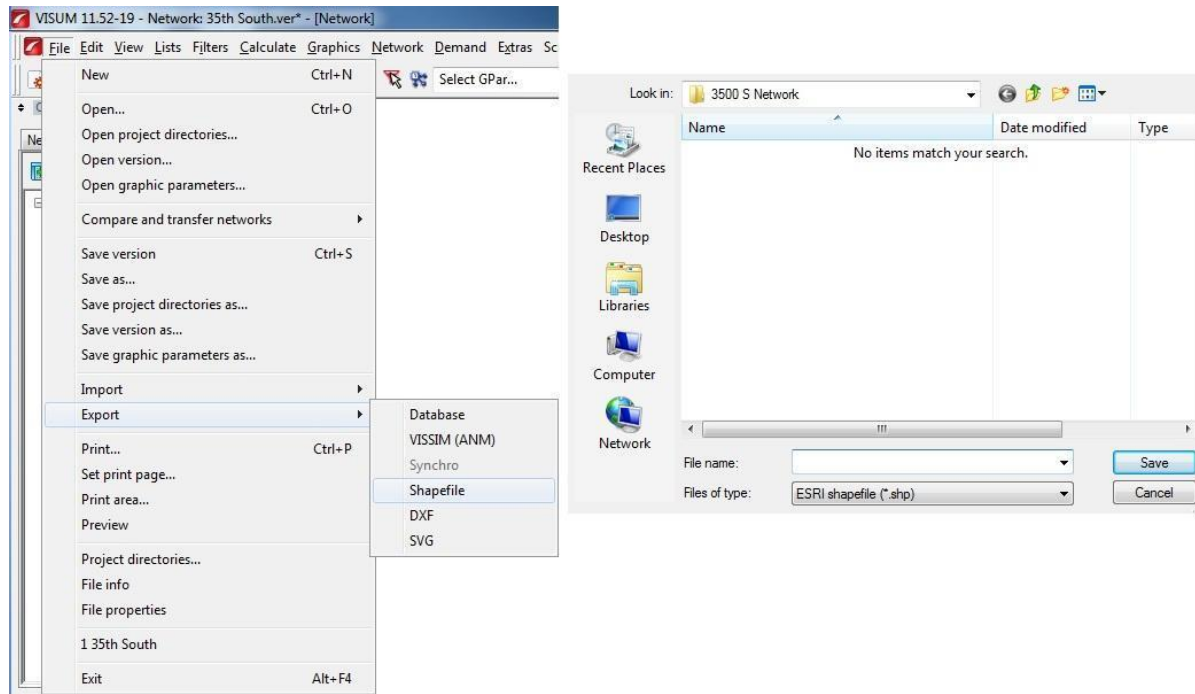 VISUM 11.52-19 - Network: 35th South.ver* - [Network]
File Edit View Lists Filters Calculate Graphics Network Demand Extras Sc
Select GPar...
Ne
New Ctrl+N
Open... Ctrl+O
Open project directories...
Open version...
Open graphic parameters...
Compare and transfer networks
Save version Ctrl+S
Save as...
Save project directories as...
Save version as...
Save graphic parameters as...
Import
Export
Print... Ctrl+P
Set print page...
Print area...
Preview
Project directories...
File info
File properties
1 35th South
Exit Alt+F4
Database
VISSIM (ANM)
Synchro
Shapefile
DXF
SVG
Look in: 3500 S Network
Name Date modified Type
No items match your search.
Recent Places
Desktop
Libraries
Computer
Network
File name: Save
Files of type: ESRI shapefile (*.shp) Cancel